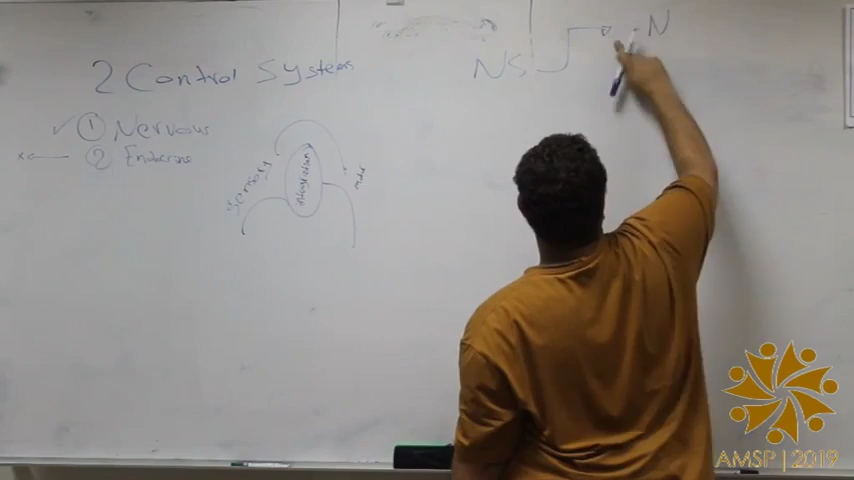 2 Control Systems
① Nervous
x ② Endocrine
Sensory
integration
motor
NS
N
AMSP | 2019